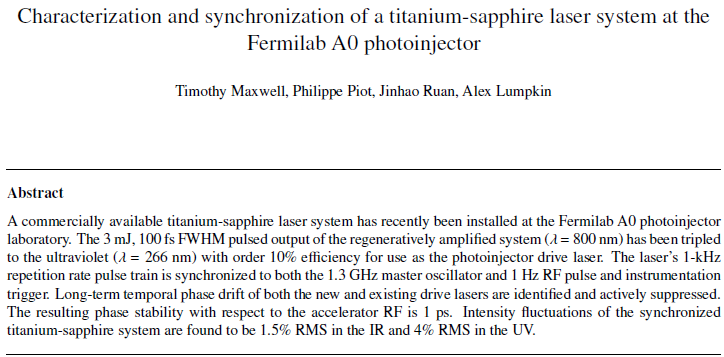 Characterization and synchronization of a titanium-sapphire laser system at the
Fermilab A0 photoinjector
Timothy Maxwell, Philippe Piot, Jinhao Ruan, Alex Lumpkin
Abstract
A commercially available titanium-sapphire laser system has recently been installed at the Fermilab A0 photoinjector
laboratory. The 3 mJ, 100 fs FWHM pulsed output of the regeneratively amplified system (λ = 800 nm) has been tripled
to the ultraviolet (λ = 266 nm) with order 10% efficiency for use as the photoinjector drive laser. The laser's 1-kHz
repetition rate pulse train is synchronized to both the 1.3 GHz master oscillator and 1 Hz RF pulse and instrumentation
trigger. Long-term temporal phase drift of both the new and existing drive lasers are identified and actively suppressed.
The resulting phase stability with respect to the accelerator RF is 1 ps. Intensity fluctuations of the synchronized
titanium-sapphire system are found to be 1.5% RMS in the IR and 4% RMS in the UV.